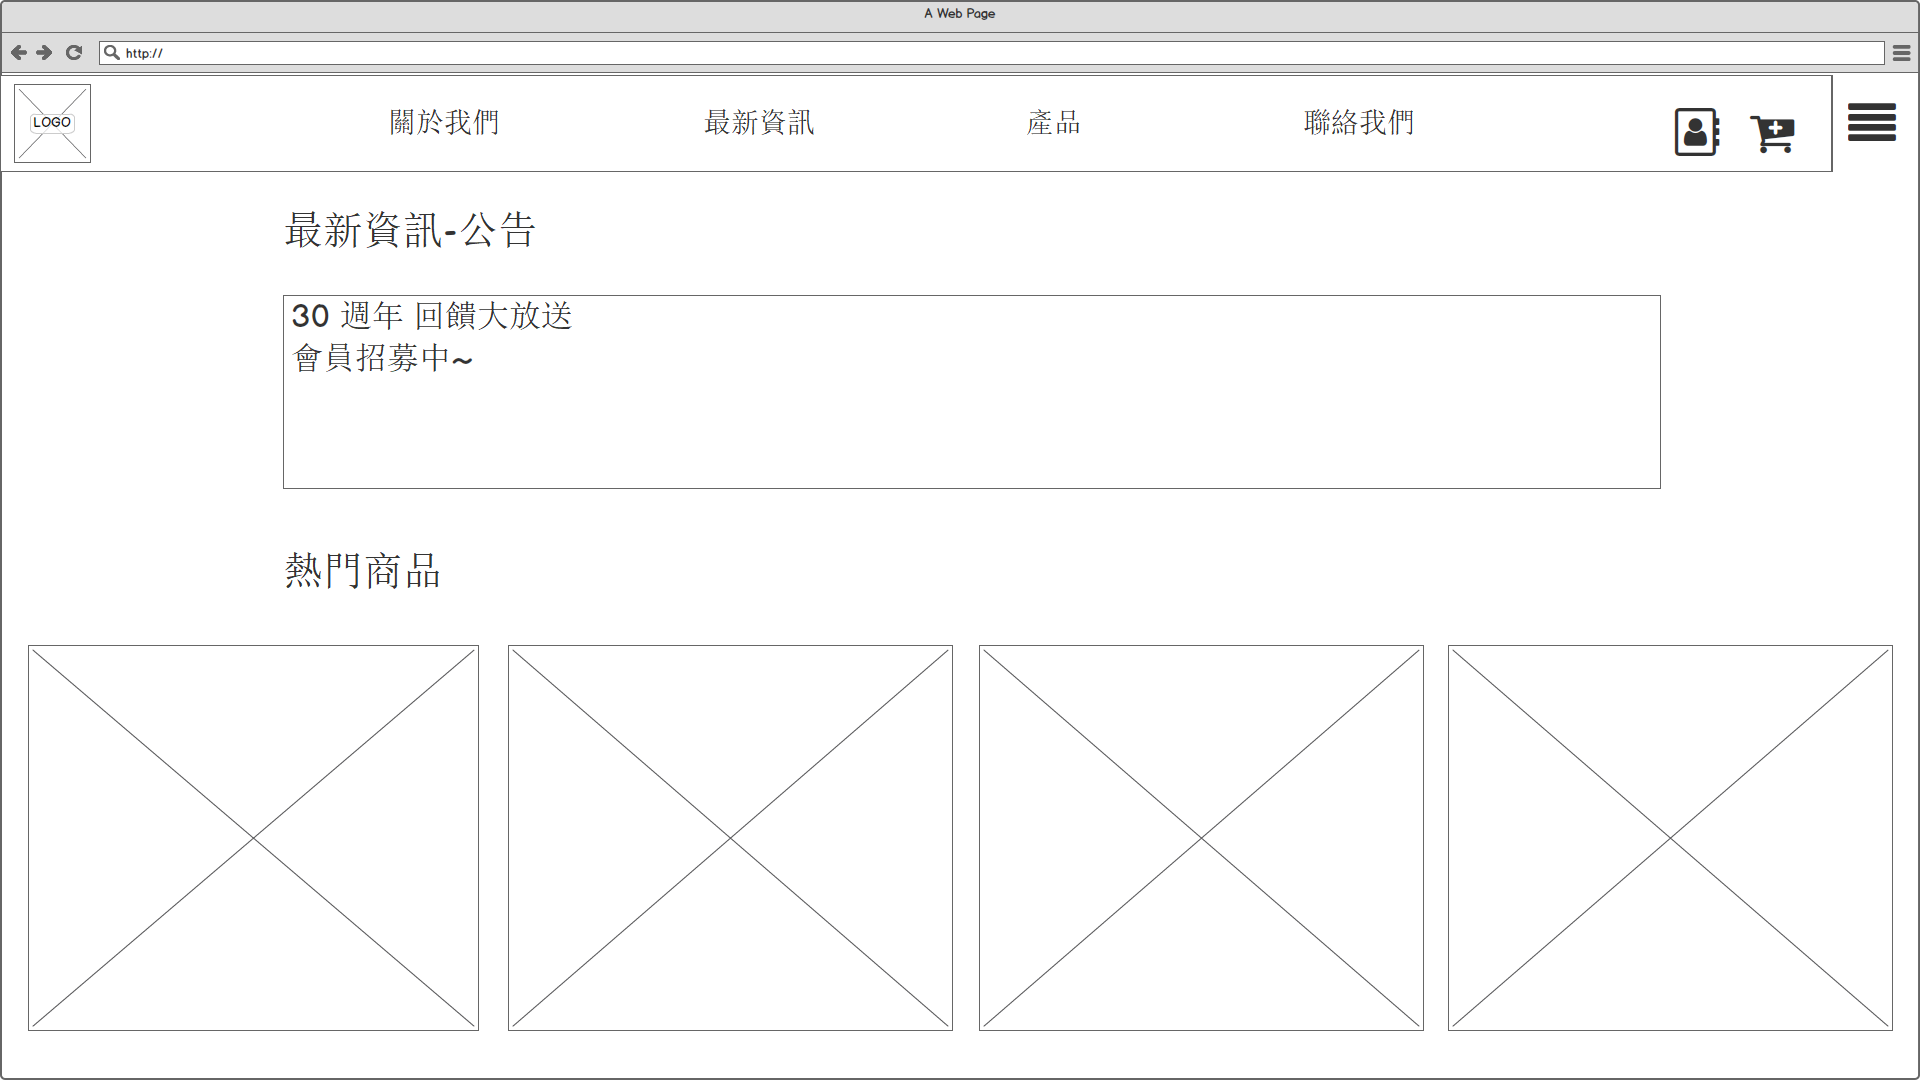 A Web Page
http://
LOGO
關於我們
最新資訊
產品
聯絡我們
最新資訊-公告
30 週年 回饋大放送
會員招募中~
熱門商品